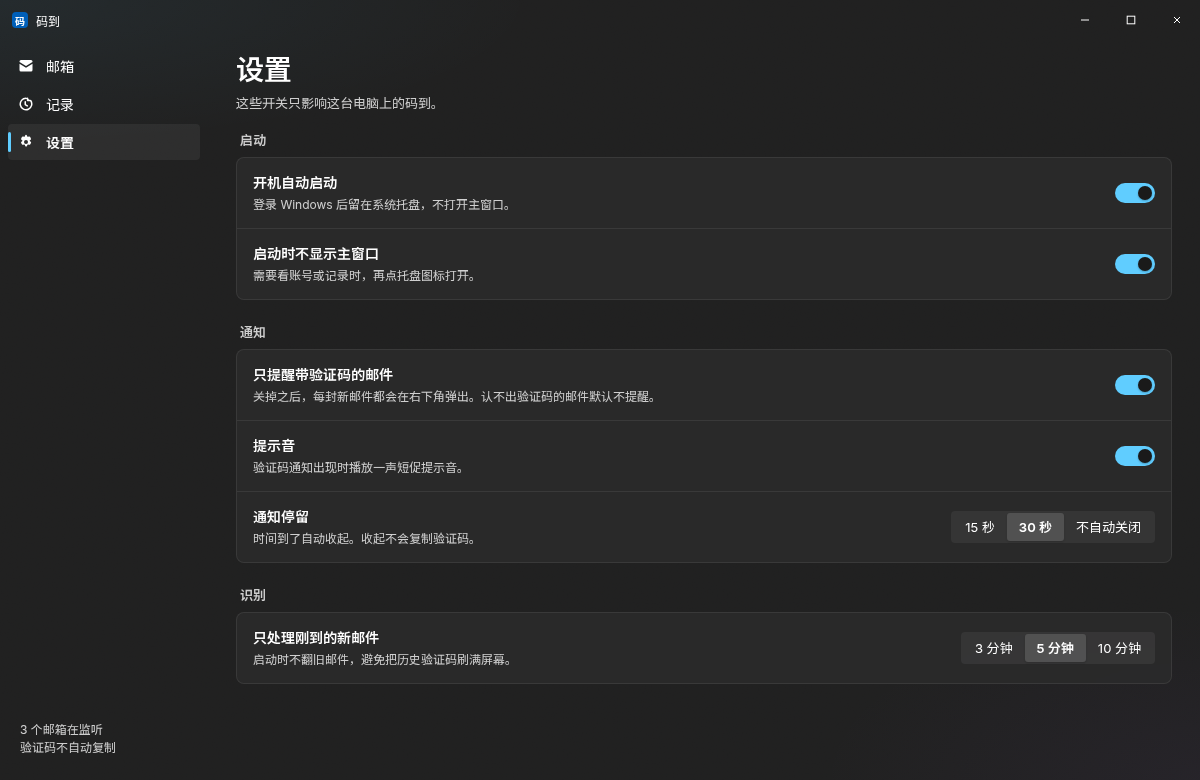 码 码到
邮箱
记录
设置
设置
这些开关只影响这台电脑上的码到。
启动
开机自动启动
登录 Windows 后留在系统托盘，不打开主窗口。
启动时不显示主窗口
需要看账号或记录时，再点托盘图标打开。
通知
只提醒带验证码的邮件
关掉之后，每封新邮件都会在右下角弹出。认不出验证码的邮件默认不提醒。
提示音
验证码通知出现时播放一声短促提示音。
通知停留
时间到了自动收起。收起不会复制验证码。
15 秒 30 秒 不自动关闭
识别
只处理刚到的新邮件
启动时不翻旧邮件，避免把历史验证码刷满屏幕。
3 分钟 5 分钟 10 分钟
3 个邮箱在监听
验证码不自动复制